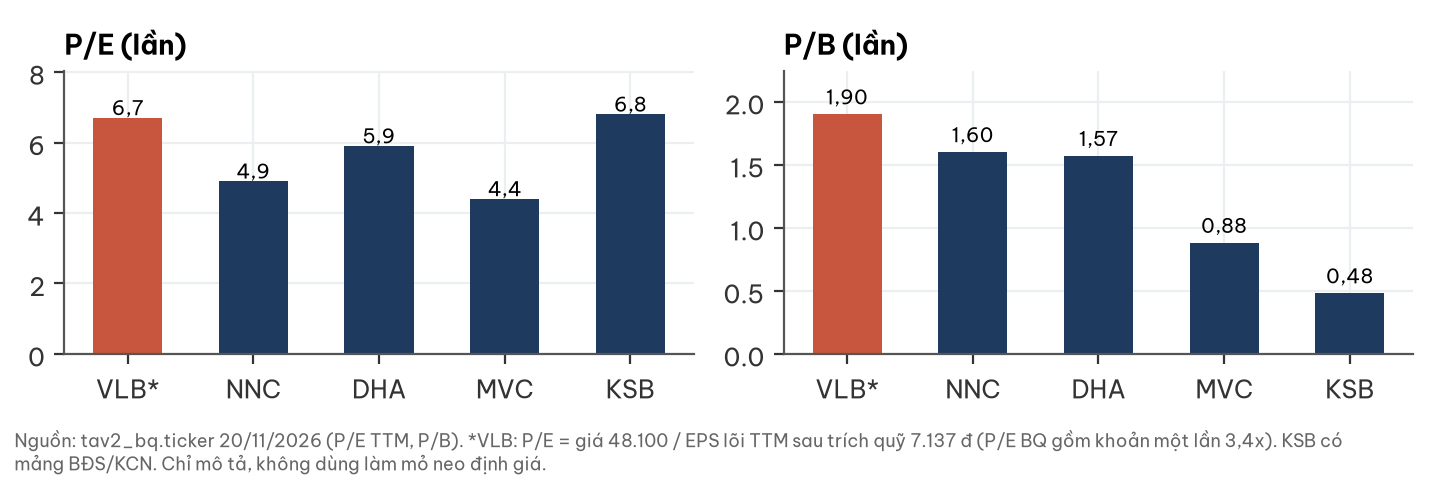 P/E (lần)
8
6
4
2
0
6,7
4,9
5,9
4,4
6,8
VLB*
NNC
DHA
MVC
KSB
P/B (lần)
2.0
1.5
1.0
0.5
0.0
1,90
1,60
1,57
0,88
0,48
VLB*
NNC
DHA
MVC
KSB
Nguồn: tav2_bq.ticker 20/11/2026 (P/E TTM, P/B). *VLB: P/E = giá 48.100 / EPS lõi TTM sau trích quỹ 7.137 đ (P/E BQ gồm khoản một lần 3,4x). KSB có
mảng BĐS/KCN. Chỉ mô tả, không dùng làm mỏ neo định giá.